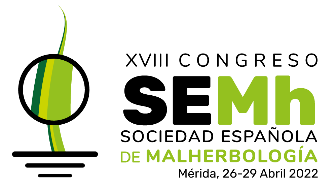 XVIII CONGRESO
SEMh
SOCIEDAD ESPAÑOLA
DE MALHERBOLOGÍA
Mérida, 26-29 Abril 2022